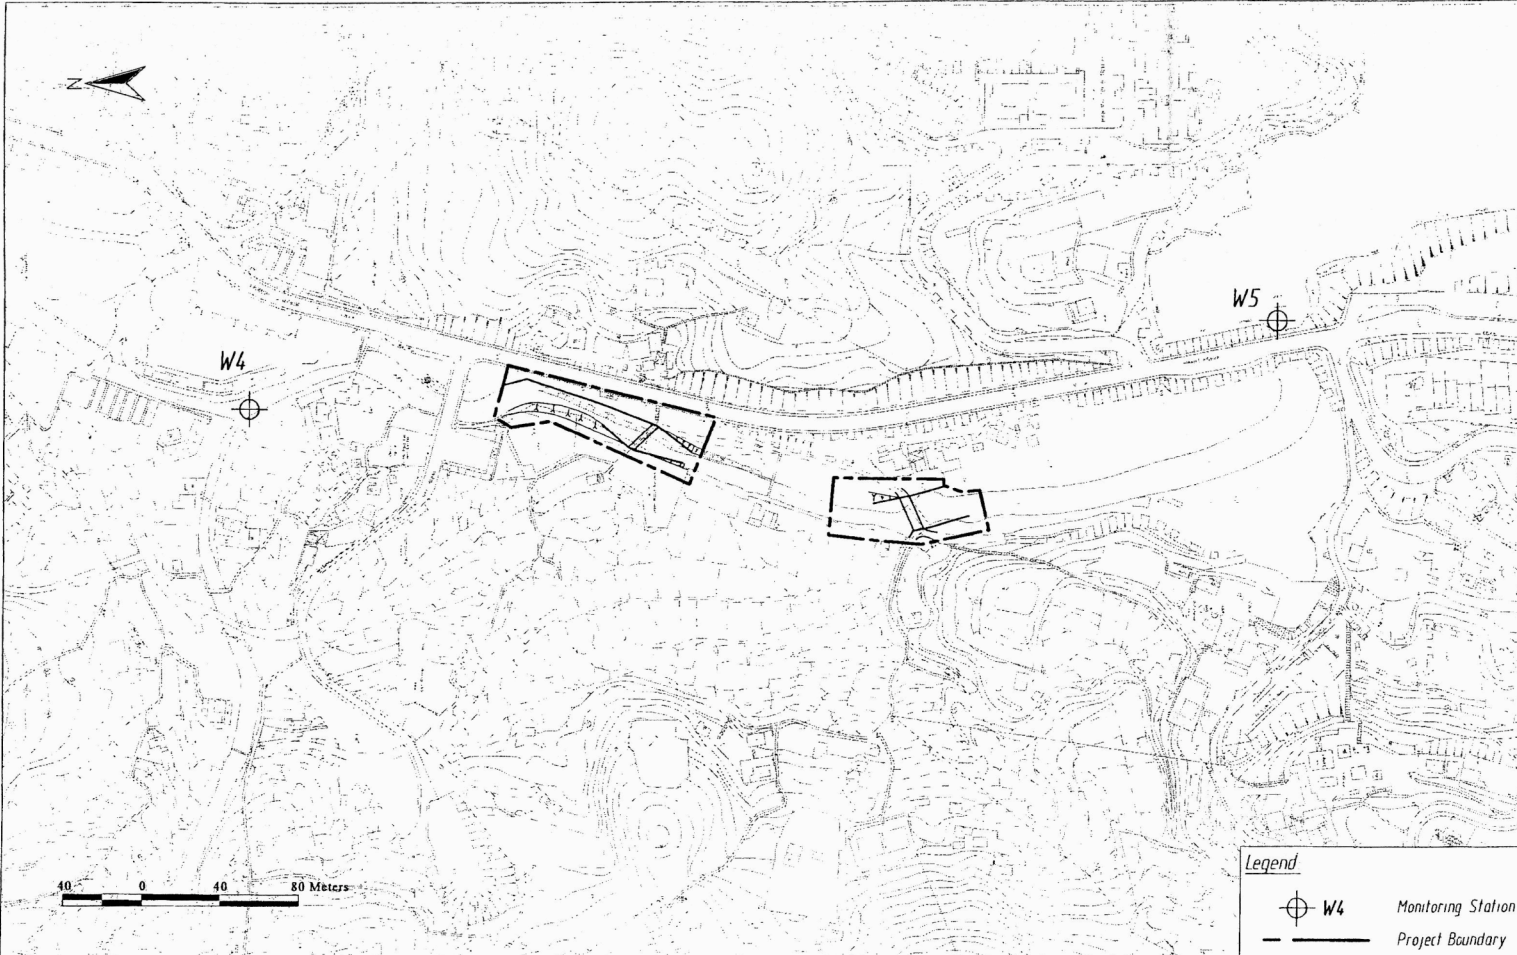 N
W4
W5
40 0 40 80 Meters
Legend
W4 Monitoring Station
Project Boundary